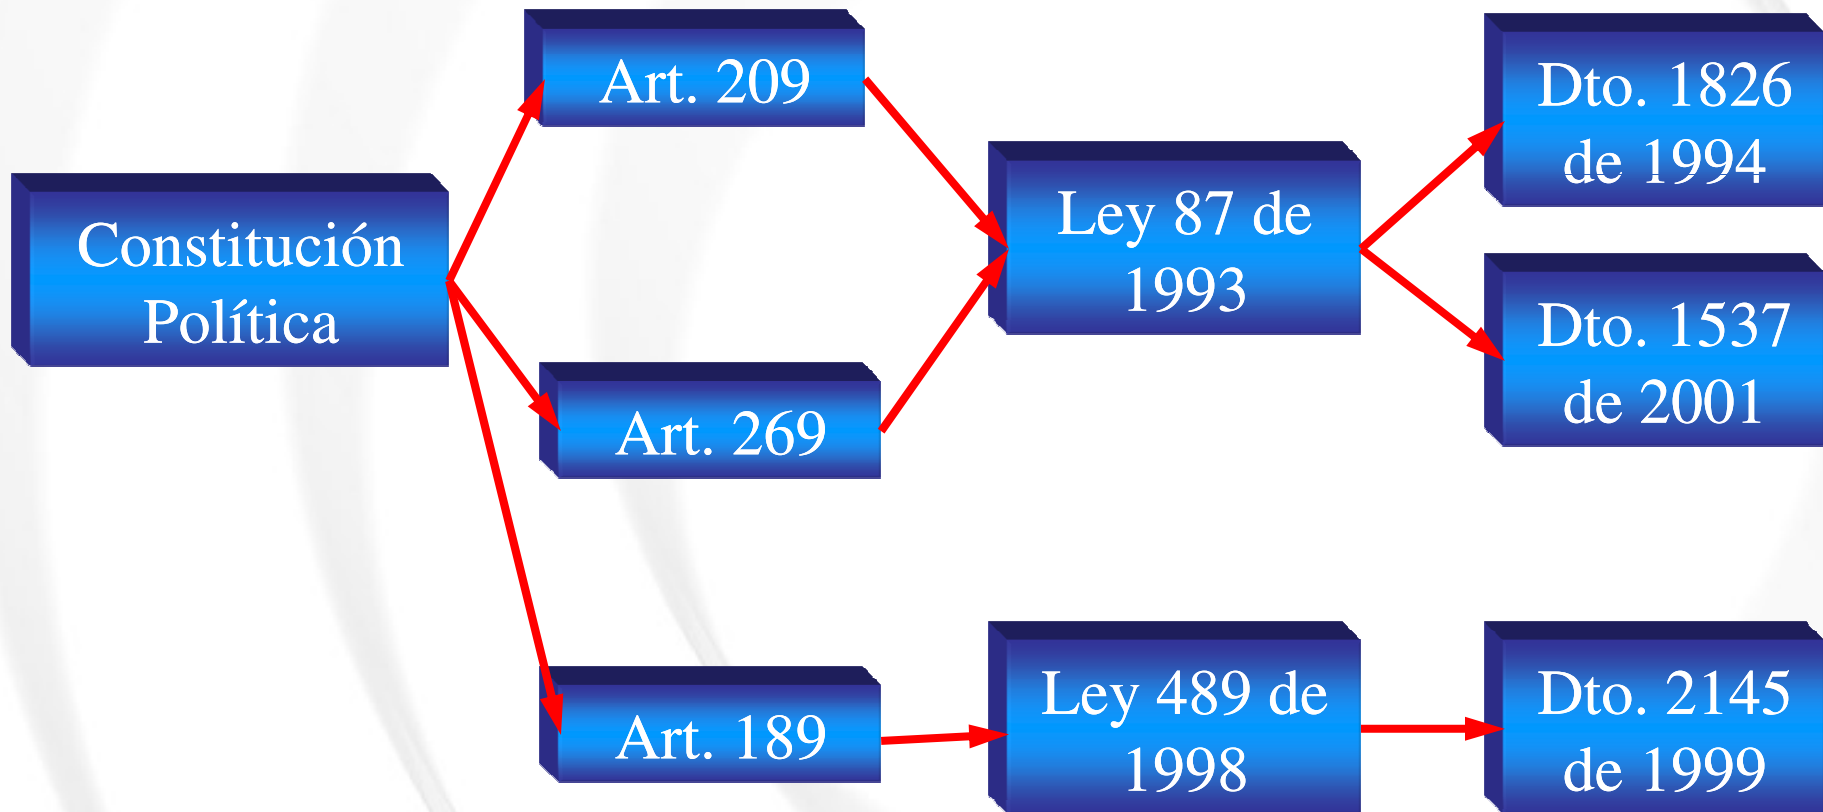 Constitución
Política
Art. 209
Art. 269
Art. 189
Ley 87 de
1993
Ley 489 de
1998
Dto. 1826
de 1994
Dto. 1537
de 2001
Dto. 2145
de 1999